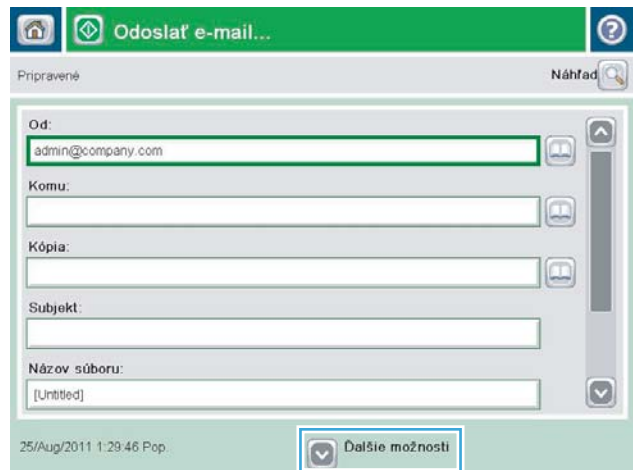 Odoslať e-mail...
Pripravené
Náhľad
Od:
admin@company.com
Komu:
Kópia:
Subjekt:
Názov súboru:
[Untitled]
25/Aug/2011 1:29:46 Pop.
Ďalšie možnosti